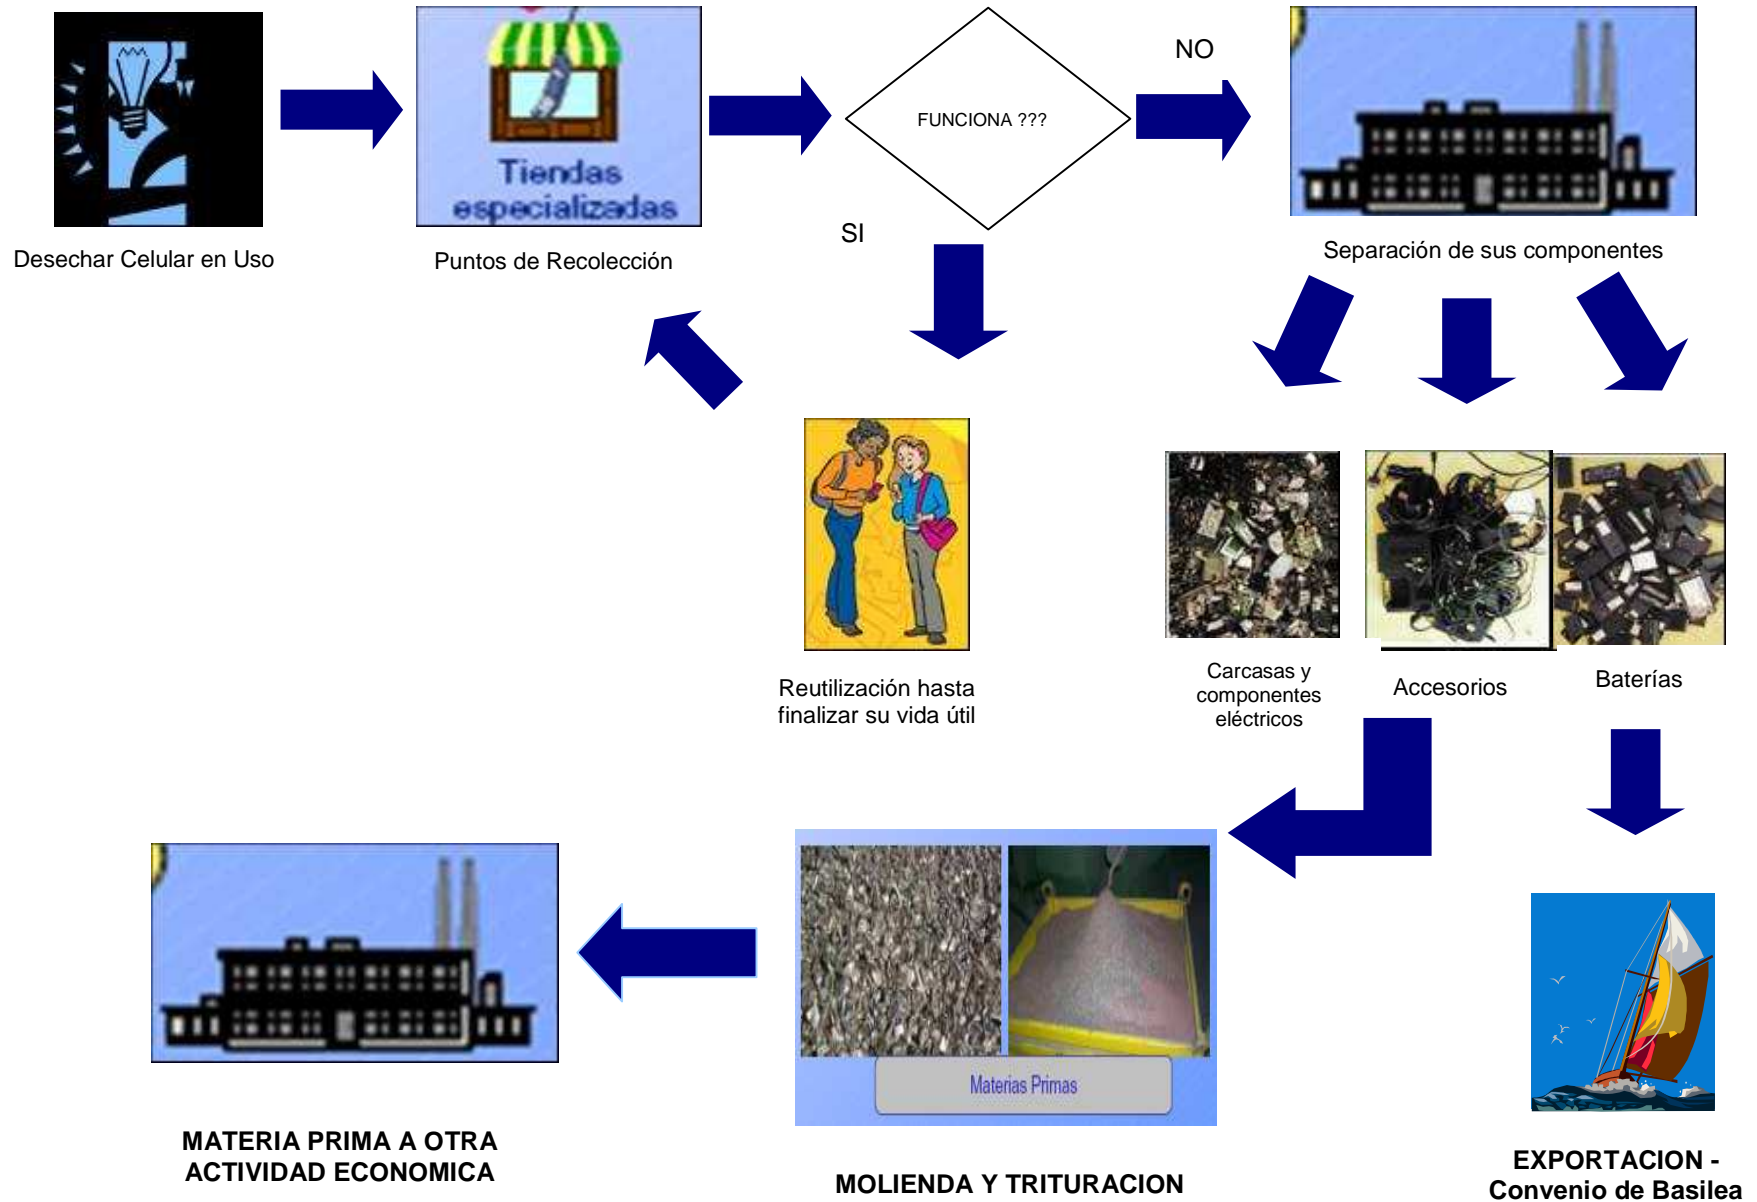 NO
FUNCIONA ???
Tiendas
especializadas
SI
Desechar Celular en Uso
Puntos de Recolección
Separación de sus componentes
Reutilización hasta
finalizar su vida útil
Carcasas y
componentes
eléctricos
Accesorios
Baterías
Materias Primas
MATERIA PRIMA A OTRA
ACTIVIDAD ECONOMICA
MOLIENDA Y TRITURACION
EXPORTACION -
Convenio de Basilea